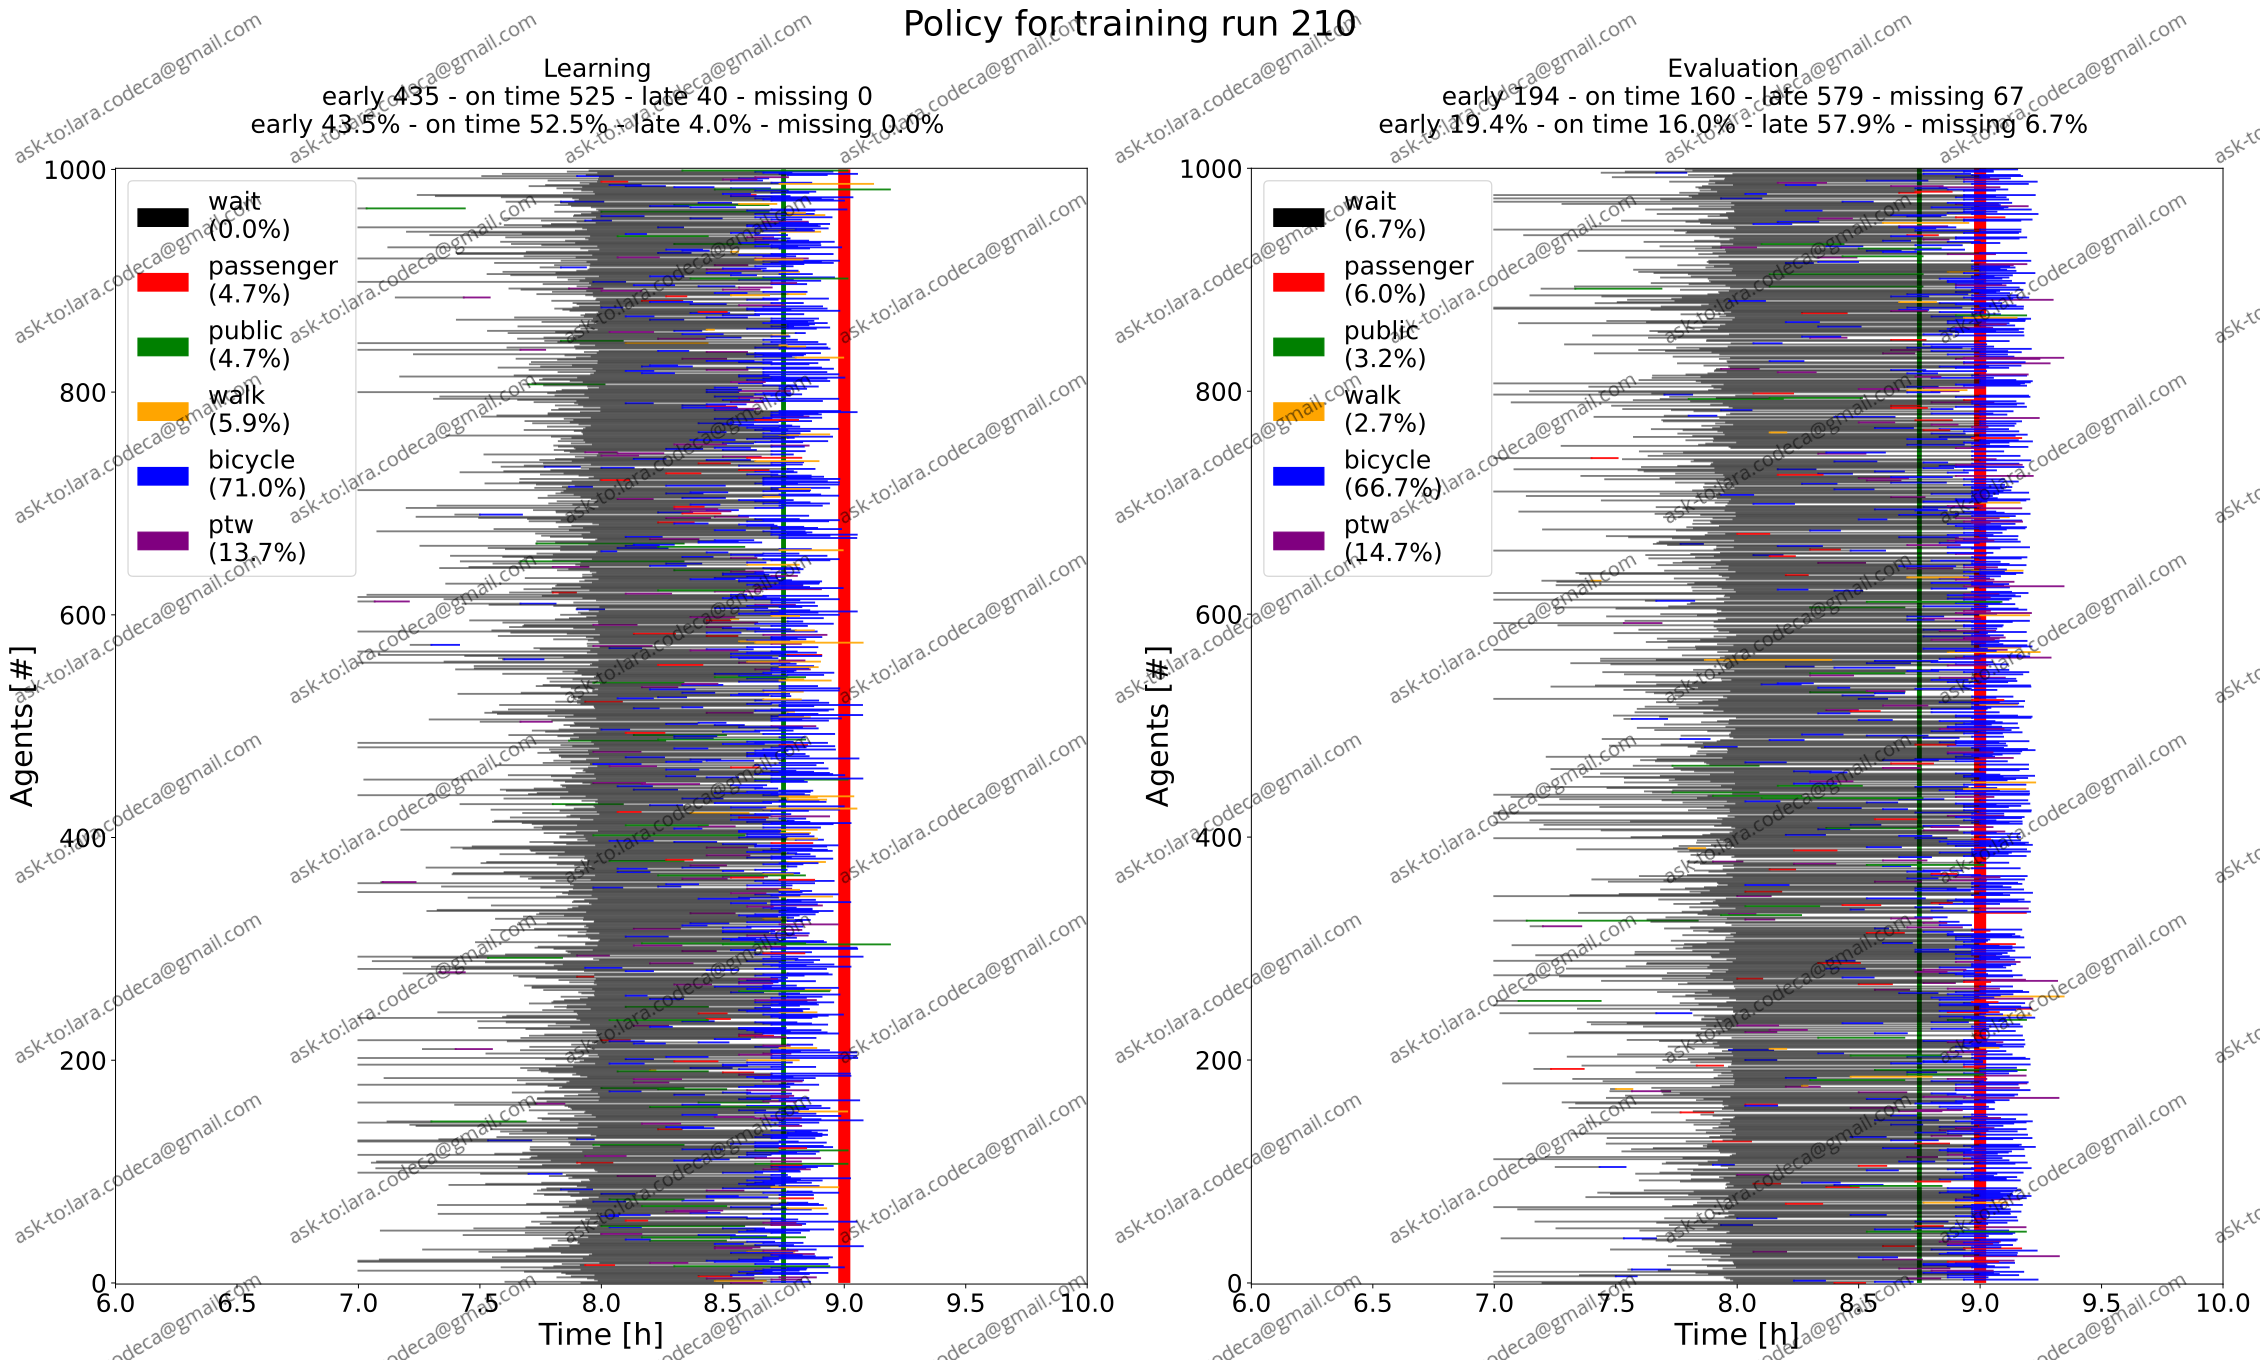 Policy for training run 210
Learning
early 435 - on time 525 - late 40 - missing 0
early 43.5% - on time 52.5% - late 4.0% - missing 0.0%
Agents [#]
1000
800
600
400
200
0
wait
(0.0%)
passenger
(4.7%)
public
(4.7%)
walk
(5.9%)
bicycle
(71.0%)
ptw
(13.7%)
6.0 6.5 7.0 7.5 8.0 8.5 9.0 9.5 10.0
Time [h]
Evaluation
early 194 - on time 160 - late 579 - missing 67
early 19.4% - on time 16.0% - late 57.9% - missing 6.7%
Agents [#]
1000
800
600
400
200
0
wait
(6.7%)
passenger
(6.0%)
public
(3.2%)
walk
(2.7%)
bicycle
(66.7%)
ptw
(14.7%)
6.0 6.5 7.0 7.5 8.0 8.5 9.0 9.5 10.0
Time [h]
ask-to:lara.codeca@gmail.com